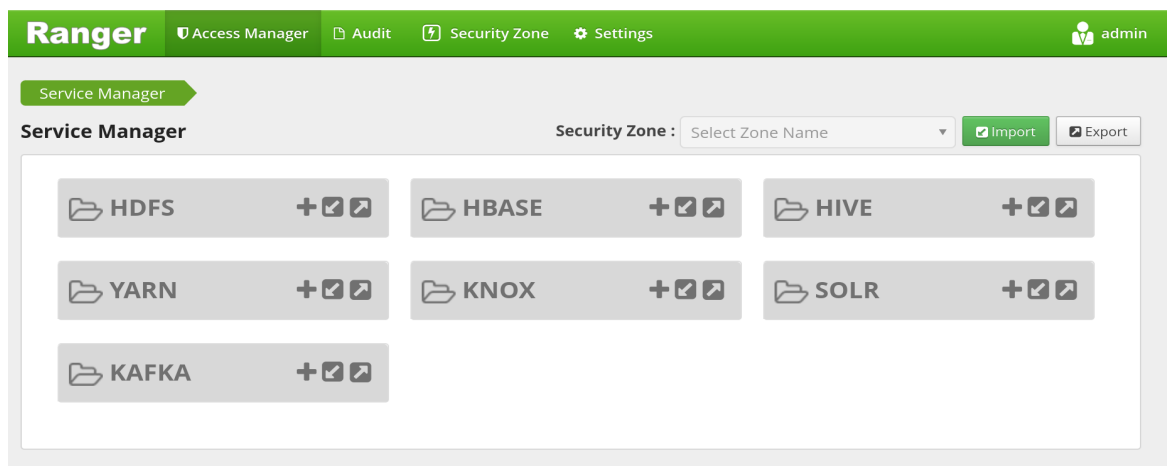 Ranger Access Manager Audit Security Zone Settings admin
Service Manager
Service Manager Security Zone : Select Zone Name Import Export
HDFS HBASE HIVE
YARN KNOX SOLR
KAFKA